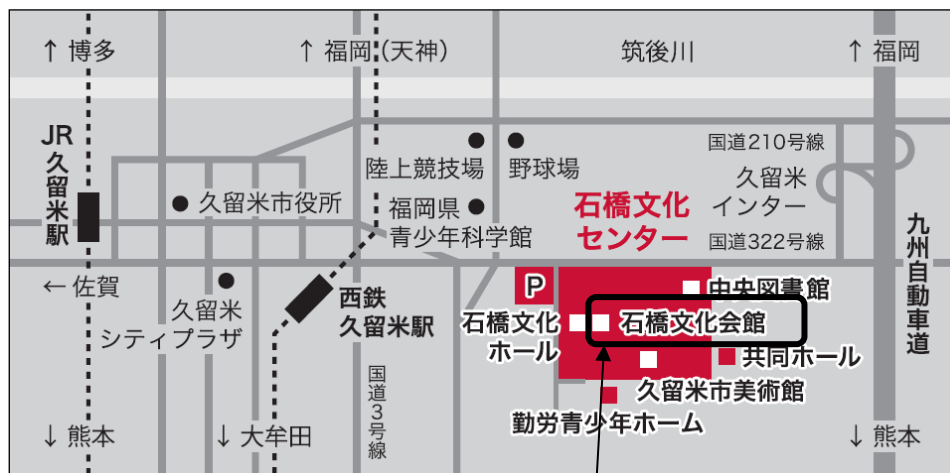 ↑ 博多
↑ 福岡(天神)
筑後川
↑ 福岡
JR
久留米駅
陸上競技場
野球場
国道210号線
久留米
インター
久留米市役所
福岡県
青少年科学館
石橋文化
センター
国道322号線
九州自動車道
← 佐賀
久留米
シティプラザ
西鉄
久留米駅
P
中央図書館
石橋文化
ホール
石橋文化会館
共同ホール
国道3号線
久留米市美術館
勤労青少年ホーム
↓ 熊本
↓ 大牟田
↓ 熊本